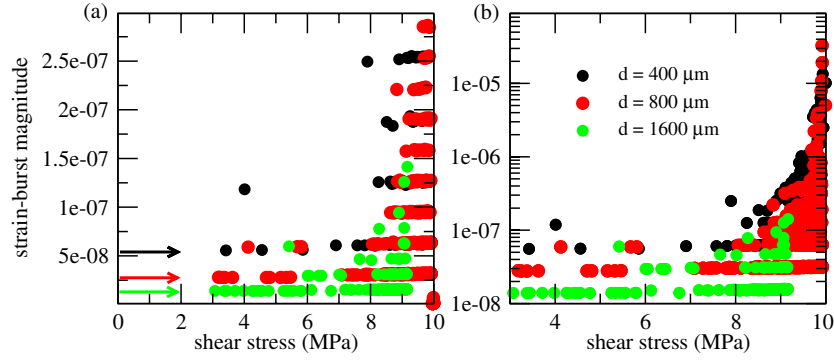 (a)
(b)
strain-burst magnitude
2.5e-07
2e-07
1.5e-07
1e-07
5e-08
0 2 4 6 8 10
shear stress (MPa)
1e-05
1e-06
1e-07
1e-08
4 6 8 10
shear stress (MPa)
d = 400 μm
d = 800 μm
d = 1600 μm